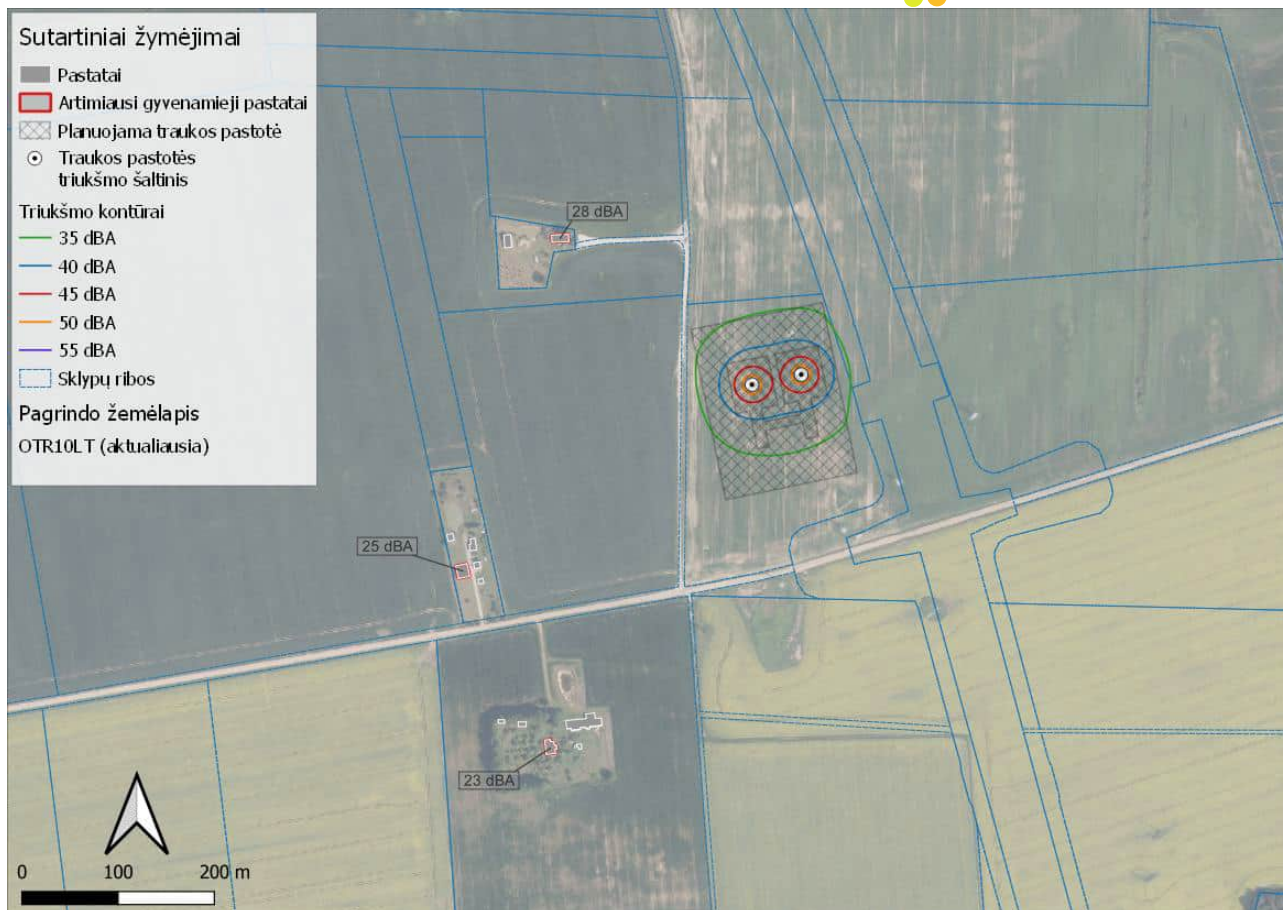 Sutartiniai žymėjimai
Pastatai
Artimiausi gyvenamieji pastatai
Planuojama traukos pastotė
Traukos pastotės
triukšmo šaltinis
Triukšmo kontūrai
35 dBA
40 dBA
45 dBA
50 dBA
55 dBA
Sklypų ribos
Pagrindo žemėlapis
OTR10LT (aktualiausia)
28 dBA
25 dBA
23 dBA
0 100 200 m